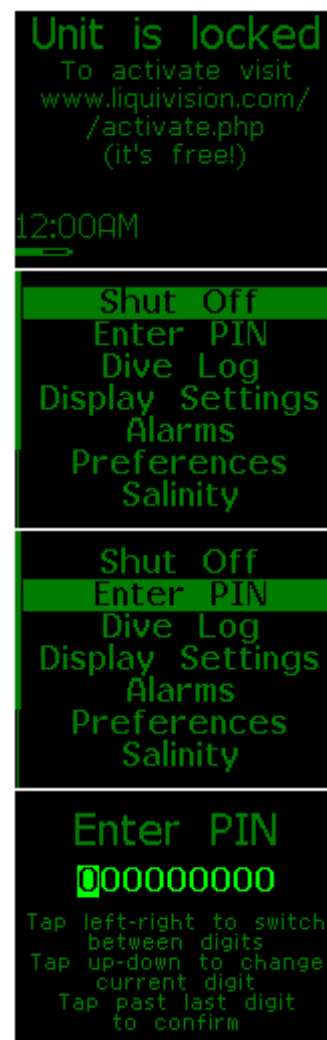 Unit is locked
To activate visit
www.liquivision.com/
/activate.php
(it's free!)
12:00AM
Shut Off
Enter PIN
Dive Log
Display Settings
Alarms
Preferences
Salinity
Shut Off
Enter PIN
Dive Log
Display Settings
Alarms
Preferences
Salinity
Enter PIN
000000000
Tap left-right to switch
between digits
Tap up-down to change
current digit
Tap past last digit
to confirm